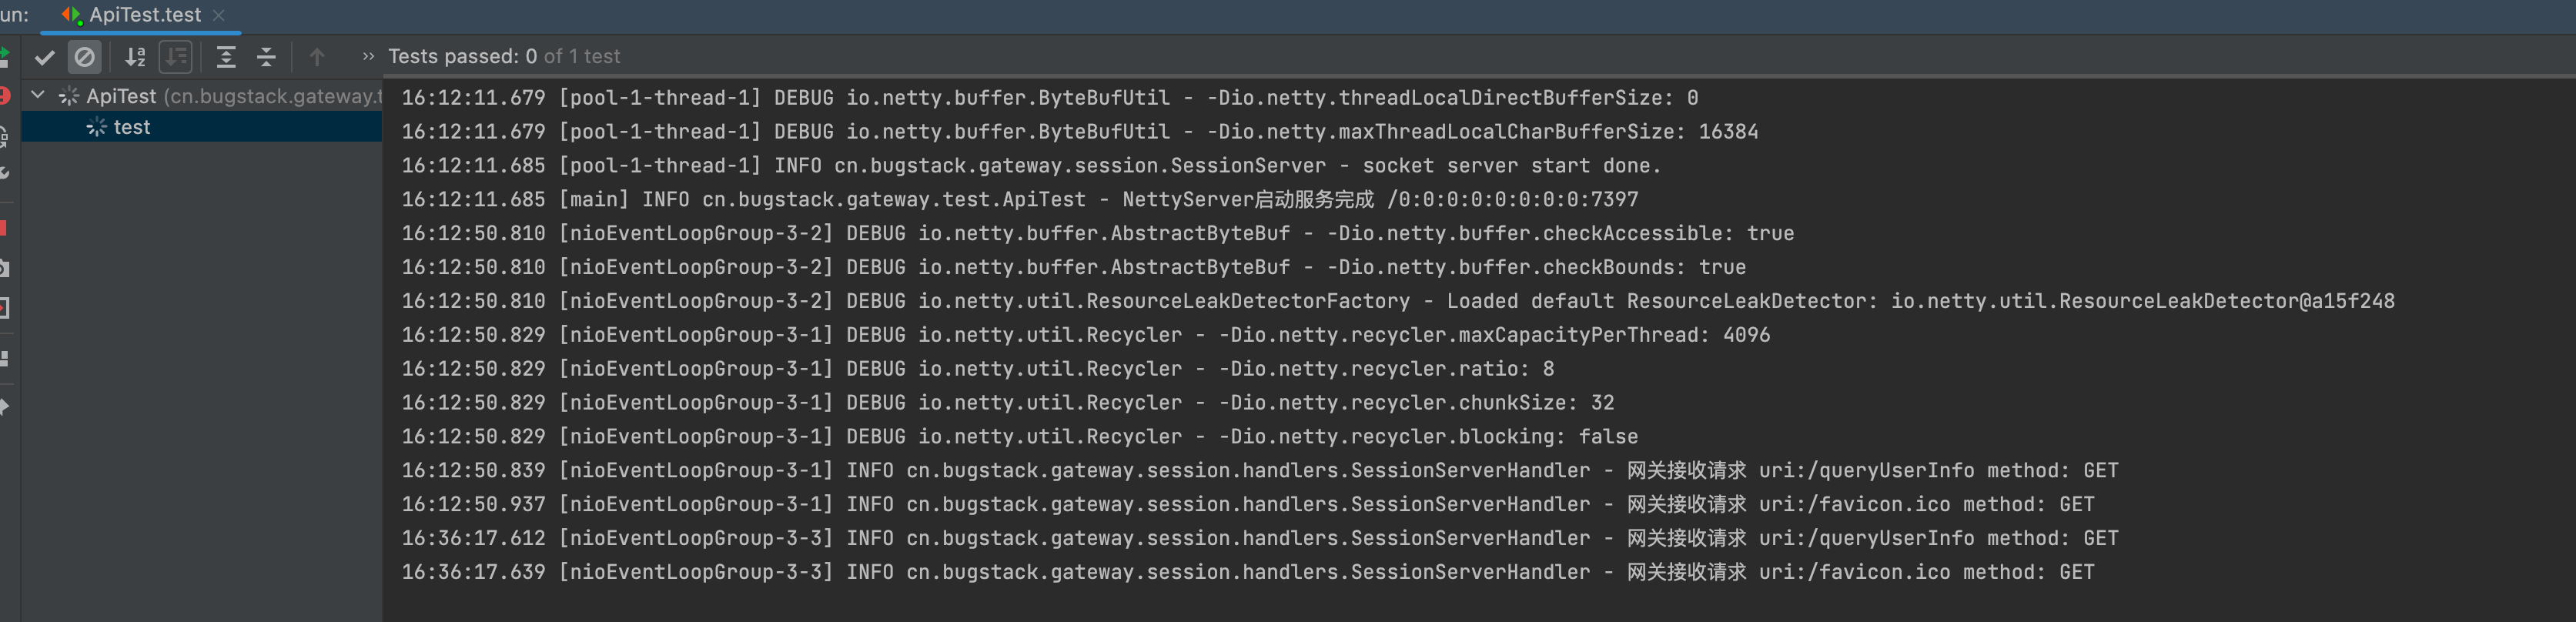 un: ApiTest.test
Tests passed: 0 of 1 test
ApiTest (cn.bugstack.gateway.t
test
16:12:11.679 [pool-1-thread-1] DEBUG io.netty.buffer.ByteBufUtil - -Dio.netty.threadLocalDirectBufferSize: 0
16:12:11.679 [pool-1-thread-1] DEBUG io.netty.buffer.ByteBufUtil - -Dio.netty.maxThreadLocalCharBufferSize: 16384
16:12:11.685 [pool-1-thread-1] INFO cn.bugstack.gateway.session.SessionServer - socket server start done.
16:12:11.685 [main] INFO cn.bugstack.gateway.test.ApiTest - NettyServer启动服务完成 /0:0:0:0:0:0:0:0:7397
16:12:50.810 [nioEventLoopGroup-3-2] DEBUG io.netty.buffer.AbstractByteBuf - -Dio.netty.buffer.checkAccessible: true
16:12:50.810 [nioEventLoopGroup-3-2] DEBUG io.netty.buffer.AbstractByteBuf - -Dio.netty.buffer.checkBounds: true
16:12:50.810 [nioEventLoopGroup-3-2] DEBUG io.netty.util.ResourceLeakDetectorFactory - Loaded default ResourceLeakDetector: io.netty.util.ResourceLeakDetector@a15f248
16:12:50.829 [nioEventLoopGroup-3-1] DEBUG io.netty.util.Recycler - -Dio.netty.recycler.maxCapacityPerThread: 4096
16:12:50.829 [nioEventLoopGroup-3-1] DEBUG io.netty.util.Recycler - -Dio.netty.recycler.ratio: 8
16:12:50.829 [nioEventLoopGroup-3-1] DEBUG io.netty.util.Recycler - -Dio.netty.recycler.chunkSize: 32
16:12:50.829 [nioEventLoopGroup-3-1] DEBUG io.netty.util.Recycler - -Dio.netty.recycler.blocking: false
16:12:50.839 [nioEventLoopGroup-3-1] INFO cn.bugstack.gateway.session.handlers.SessionServerHandler - 网关接收请求 uri:/queryUserInfo method: GET
16:12:50.937 [nioEventLoopGroup-3-1] INFO cn.bugstack.gateway.session.handlers.SessionServerHandler - 网关接收请求 uri:/favicon.ico method: GET
16:36:17.612 [nioEventLoopGroup-3-3] INFO cn.bugstack.gateway.session.handlers.SessionServerHandler - 网关接收请求 uri:/queryUserInfo method: GET
16:36:17.639 [nioEventLoopGroup-3-3] INFO cn.bugstack.gateway.session.handlers.SessionServerHandler - 网关接收请求 uri:/favicon.ico method: GET